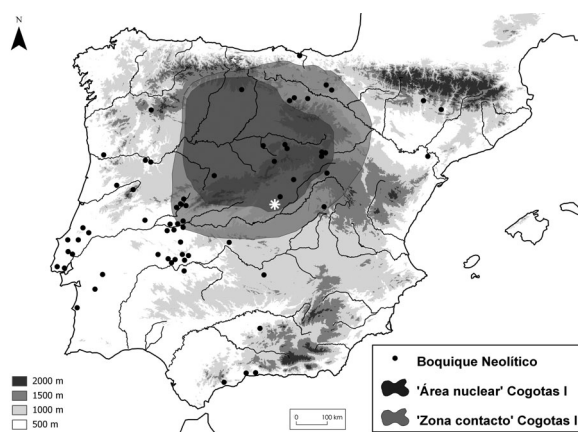 N
2000 m
1500 m
1000 m
500 m
0 100 km
Boquique Neolítico
'Área nuclear' Cogotas I
'Zona contacto' Cogotas I